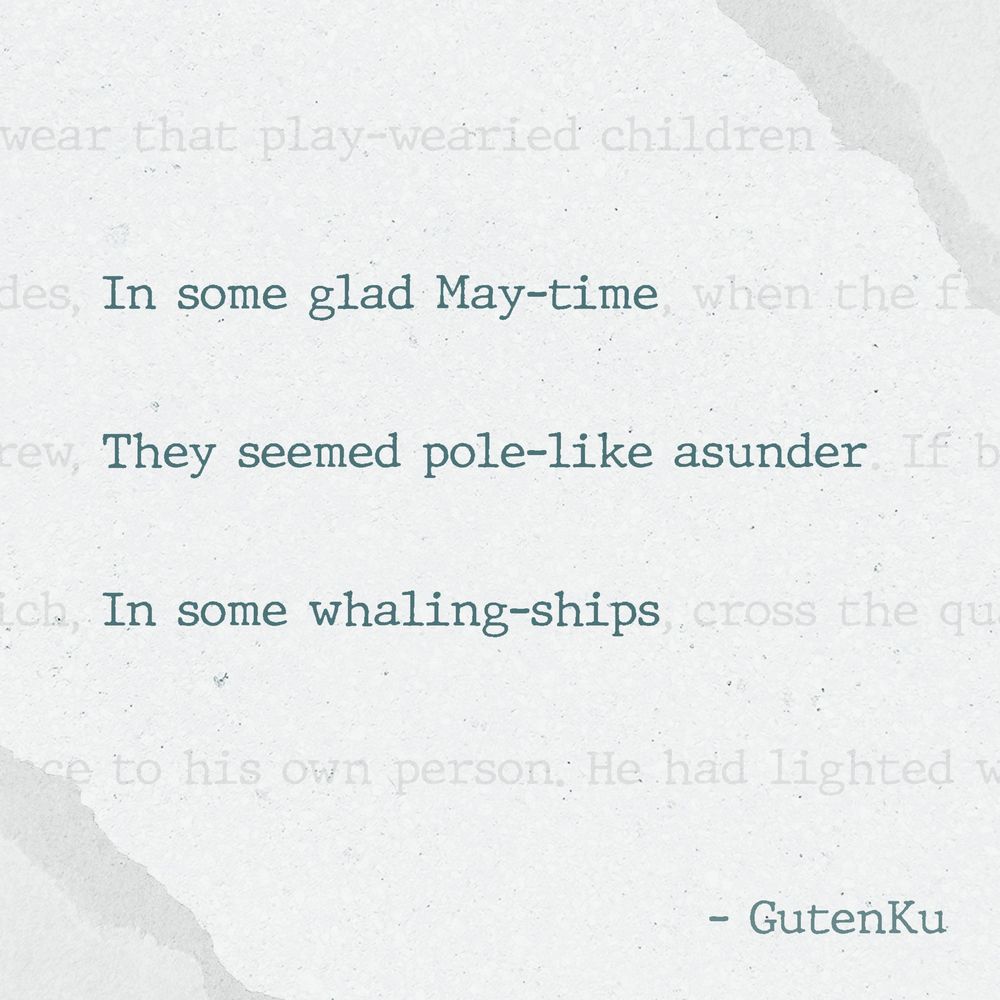 wear that play-wearied children
des, In some glad May-time, when the
rew, They seemed pole-like asunder. If
ich, In some whaling-ships, cross the
ce to his own person. He had lighted
- GutenKu